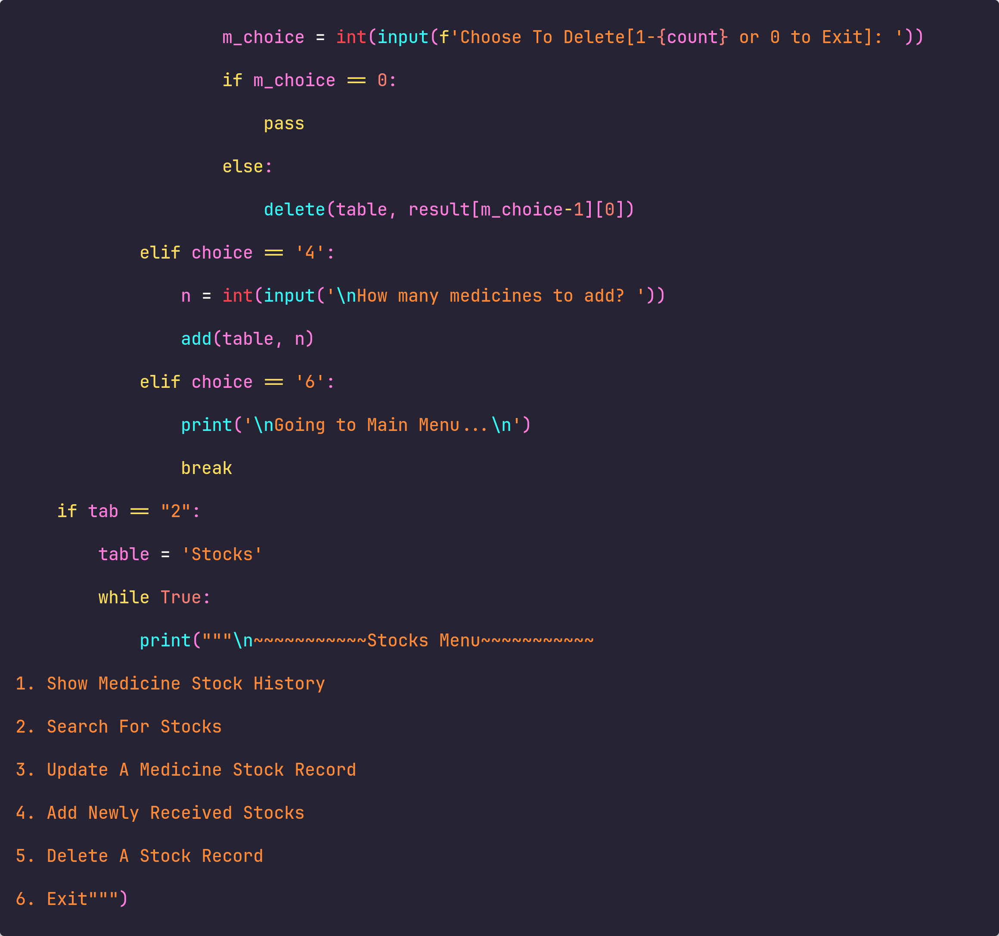 m_choice = int(input(f'Choose To Delete[1-{count} or 0 to Exit]: '))
                    if m_choice == 0:
                        pass
                    else:
                        delete(table, result[m_choice-1][0])
            elif choice == '4':
                n = int(input('\nHow many medicines to add? '))
                add(table, n)
            elif choice == '6':
                print('\nGoing to Main Menu...\n')
                break
    if tab == "2":
        table = 'Stocks'
        while True:
            print("""\n~~~~~~~~~~~Stocks Menu~~~~~~~~~~~
1. Show Medicine Stock History
2. Search For Stocks
3. Update A Medicine Stock Record
4. Add Newly Received Stocks
5. Delete A Stock Record
6. Exit""")